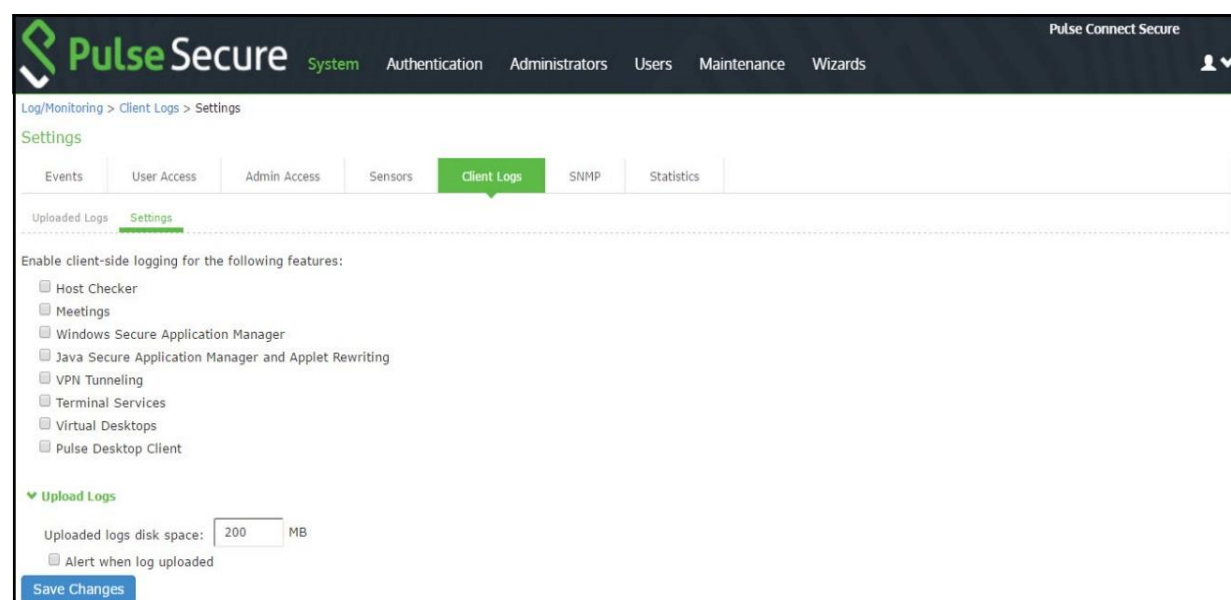 Pulse Connect Secure
Pulse Secure System Authentication Administrators Users Maintenance Wizards
Log/Monitoring > Client Logs > Settings
Settings
Events User Access Admin Access Sensors Client Logs SNMP Statistics
Uploaded Logs Settings
Enable client-side logging for the following features:
Host Checker
Meetings
Windows Secure Application Manager
Java Secure Application Manager and Applet Rewriting
VPN Tunneling
Terminal Services
Virtual Desktops
Pulse Desktop Client
Upload Logs
Uploaded logs disk space: 200 MB
Alert when log uploaded
Save Changes